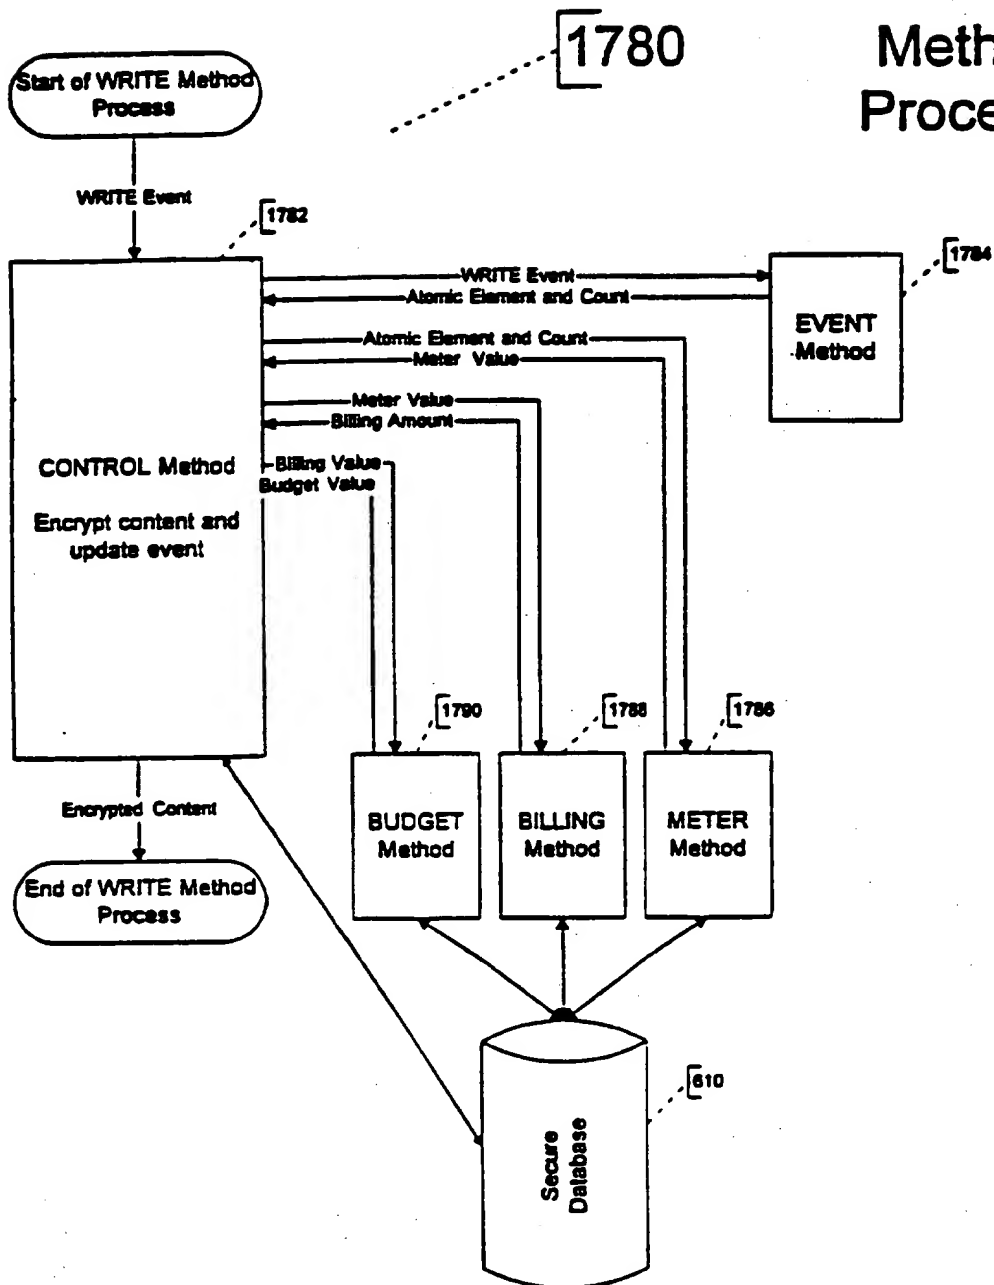 1780
Meth
Proce
Start of WRITE Method
Process
WRITE Event
1782
1784
WRITE Event
Atomic Element and Count
EVENT
Method
Atomic Element and Count
Meter Value
Meter Value
Billing Amount
CONTROL Method
Billing Value
Budget Value
Encrypt content and
update event
1790
1788
1786
Encrypted Content
BUDGET
Method
BILLING
Method
METER
Method
End of WRITE Method
Process
610
Secure
Database